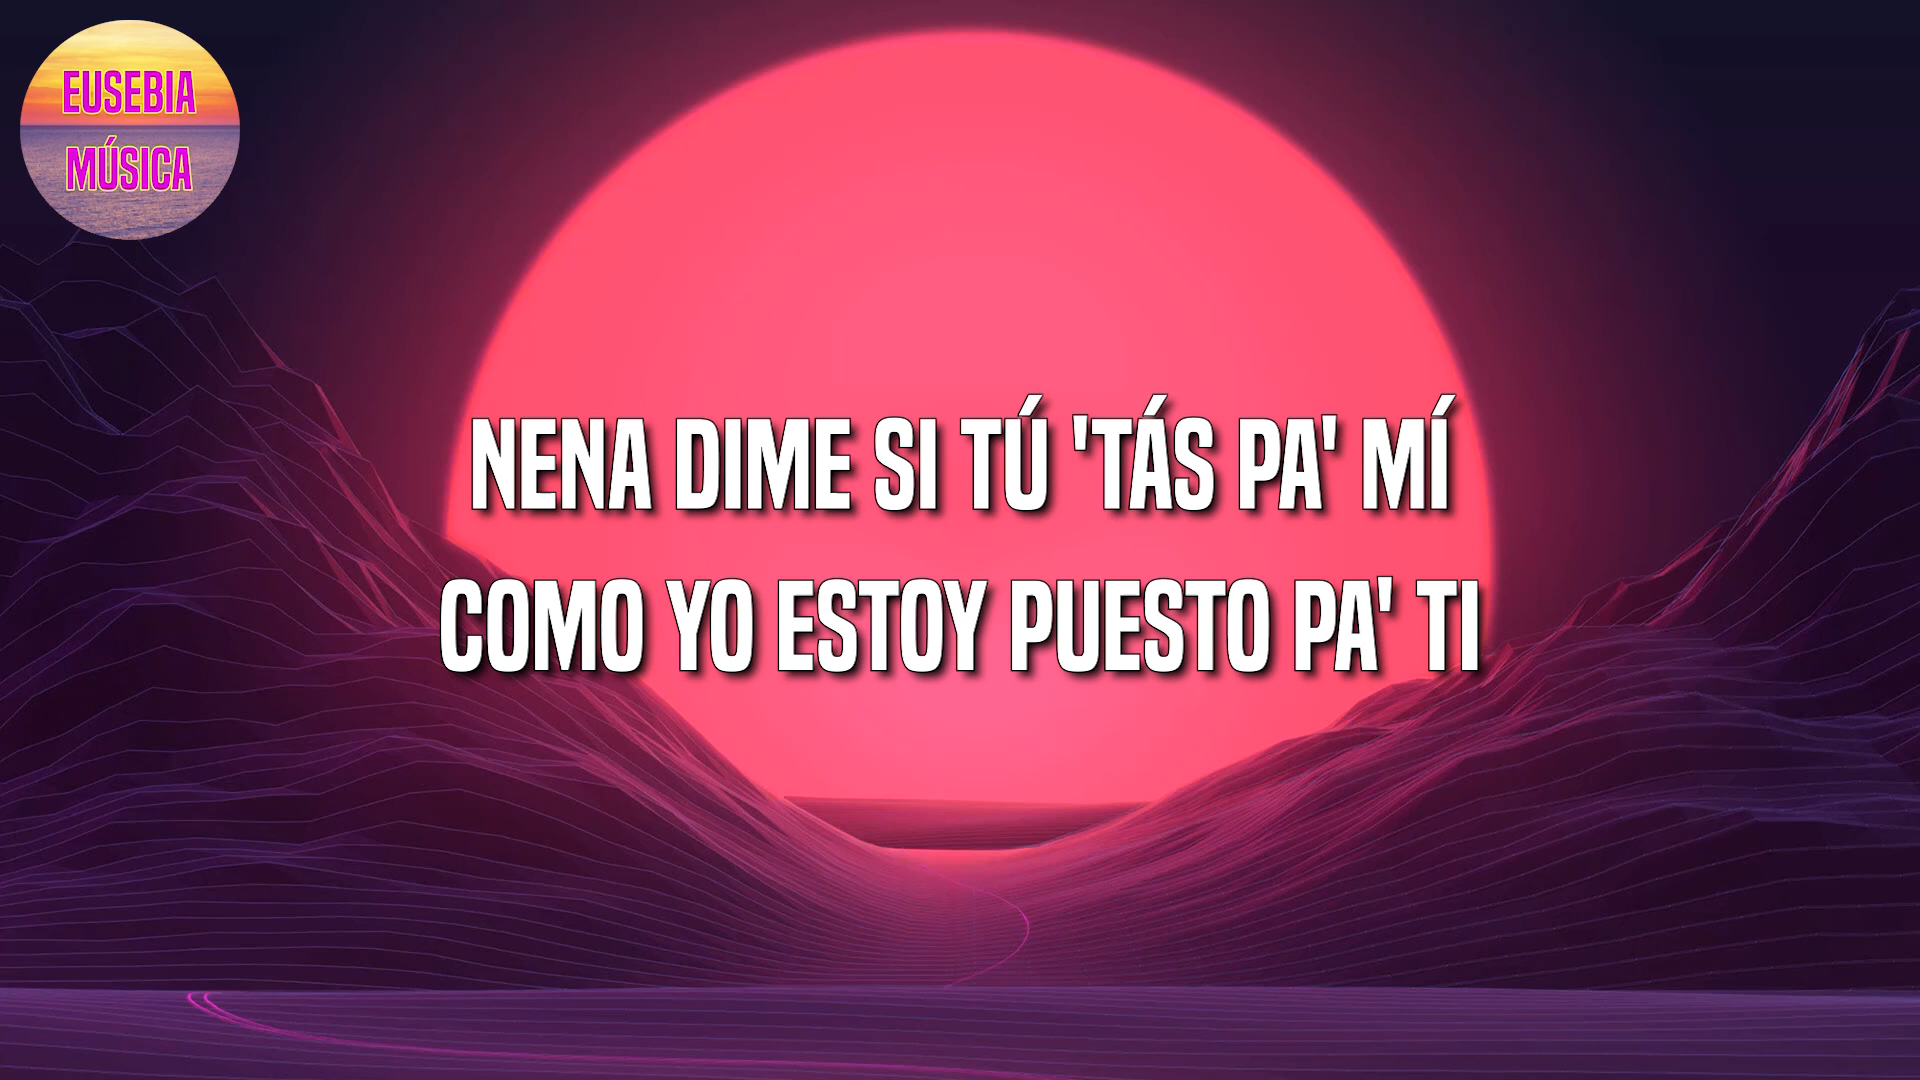 EUSEBIA
MÚSICA
NENA DIME SI TÚ 'TÁS PA' MÍ
COMO YO ESTOY PUESTO PA' TI